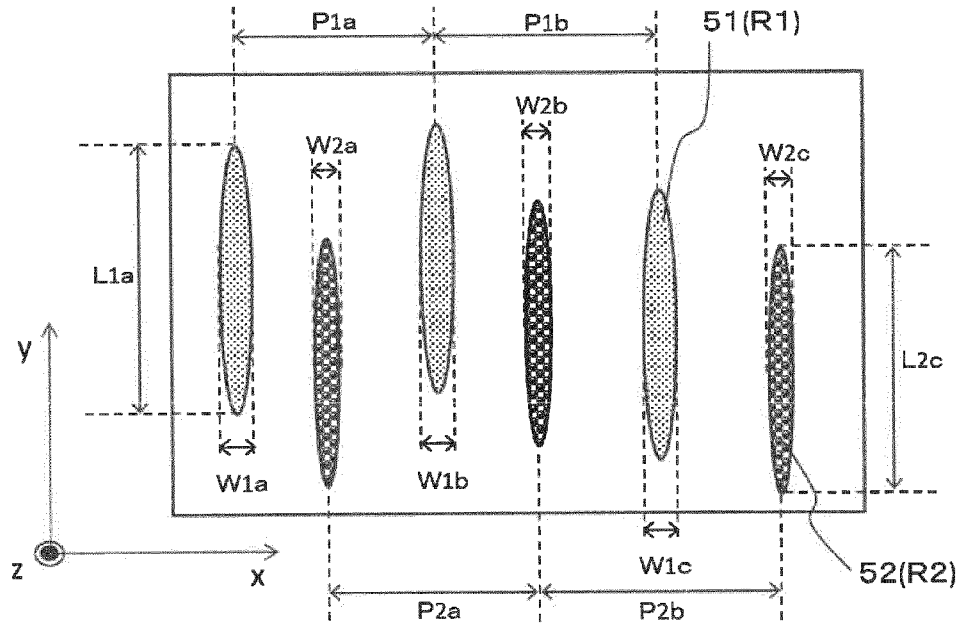 P1a
P1b
51(R1)
W2b
W2a
W2c
L1a
L2c
y
W1a
W1b
W1c
z
x
52(R2)
P2a
P2b